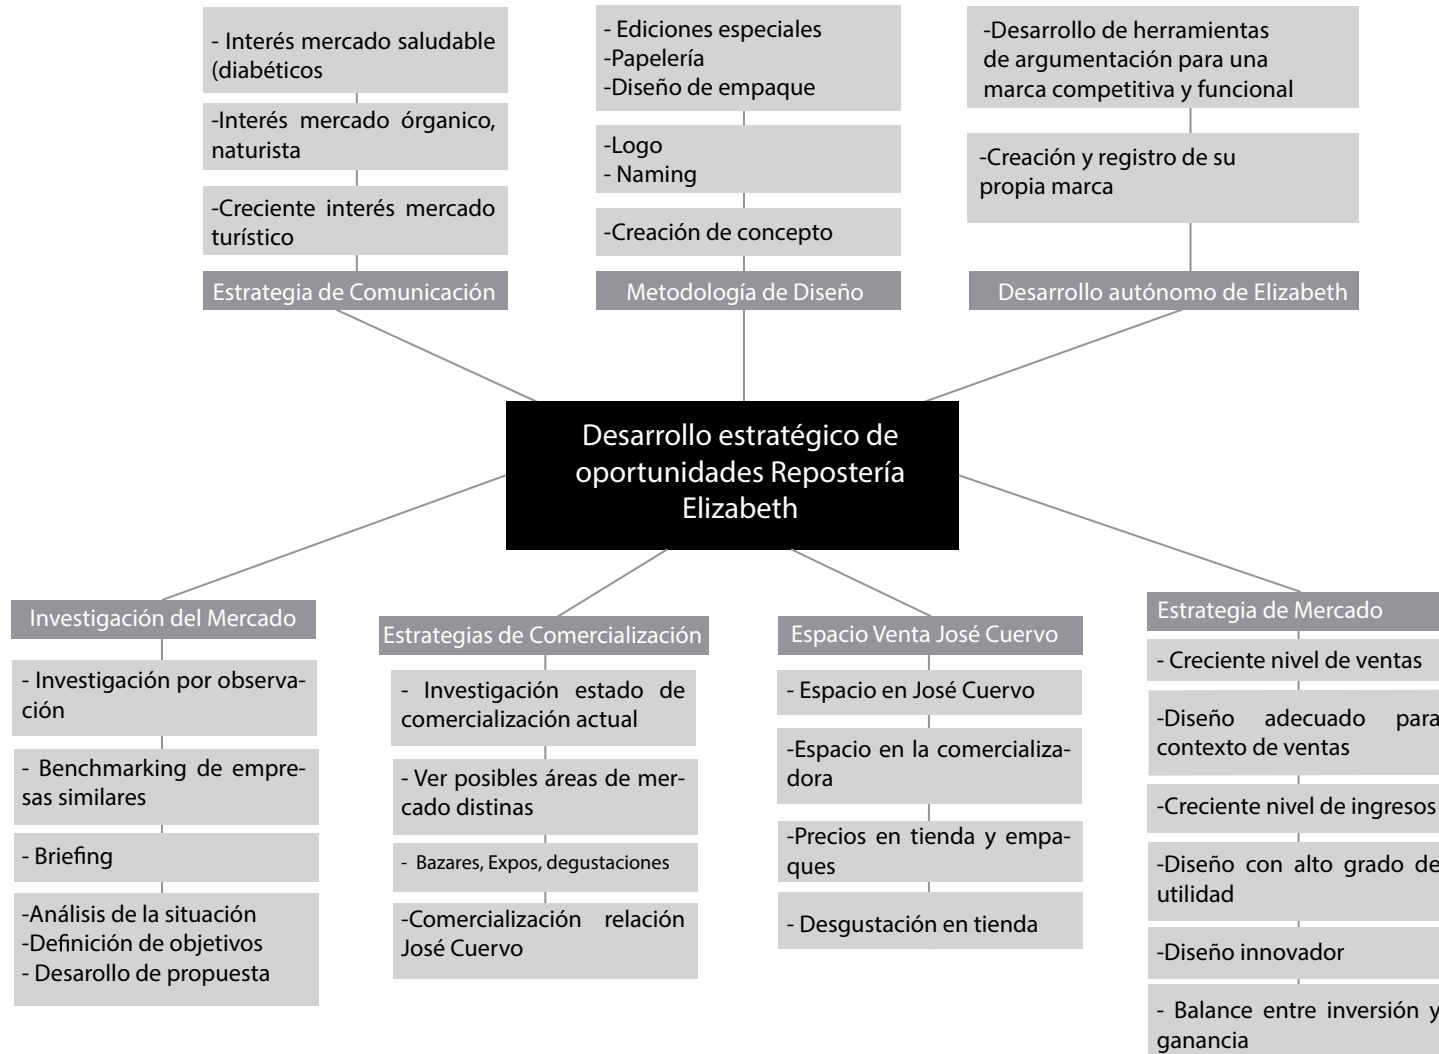 - Interés mercado saludable
(diabéticos
-Interés mercado órganico,
naturista
-Creciente interés mercado
turístico
Estrategia de Comunicación
- Ediciones especiales
-Papelería
-Diseño de empaque
-Logo
- Naming
-Creación de concepto
Metodología de Diseño
-Desarrollo de herramientas
de argumentación para una
marca competitiva y funcional
-Creación y registro de su
propia marca
Desarrollo autónomo de Elizabeth
Desarrollo estratégico de
oportunidades Repostería
Elizabeth
Investigación del Mercado
- Investigación por observa-
ción
- Benchmarking de empre-
sas similares
- Briefing
-Análisis de la situación
-Definición de objetivos
- Desarollo de propuesta
Estrategias de Comercialización
- Investigación estado de
comercialización actual
- Ver posibles áreas de mer-
cado distinas
- Bazares, Expos, degustaciones
-Comercialización relación
José Cuervo
Espacio Venta José Cuervo
- Espacio en José Cuervo
-Espacio en la comercializa-
dora
-Precios en tienda y empa-
ques
- Desgustación en tienda
Estrategia de Mercado
- Creciente nivel de ventas
-Diseño adecuado para
contexto de ventas
-Creciente nivel de ingresos
-Diseño con alto grado de
utilidad
-Diseño innovador
- Balance entre inversión y
ganancia